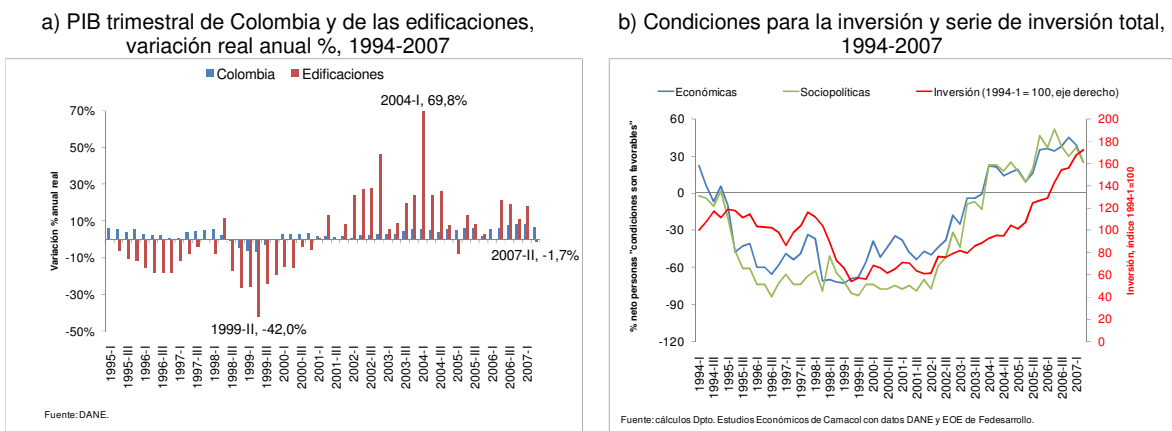 a) PIB trimestral de Colombia y de las edificaciones,
variación real anual %, 1994-2007
Colombia Edificaciones
2004-I, 69,8%
70%
50%
30%
10%
-10%
-30%
-50%
Variación % anual real
2007-II, -1,7%
1999-II, -42,0%
1995-I
1995-III
1996-I
1996-III
1997-I
1997-III
1998-I
1998-III
1999-I
1999-III
2000-I
2000-III
2001-I
2001-III
2002-I
2002-III
2003-I
2003-III
2004-I
2004-III
2005-I
2005-III
2006-I
2006-III
2007-I
Fuente: DANE.
b) Condiciones para la inversión y serie de inversión total,
1994-2007
Económicas Sociopolíticas Inversión (1994-1 = 100, eje derecho)
60
30
0
-30
-60
-90
-120
% neto personas "condiciones son favorables"
200
180
160
140
120
100
80
60
40
20
0
Inversión, índice 1994-1=100
1994-I
1994-III
1995-I
1995-III
1996-I
1996-III
1997-I
1997-III
1998-I
1998-III
1999-I
1999-III
2000-I
2000-III
2001-I
2001-III
2002-I
2002-III
2003-I
2003-III
2004-I
2004-III
2005-I
2005-III
2006-I
2006-III
2007-I
Fuente: cálculos Dpto. Estudios Económicos de Camacol con datos DANE y EOE de Fedesarrollo.